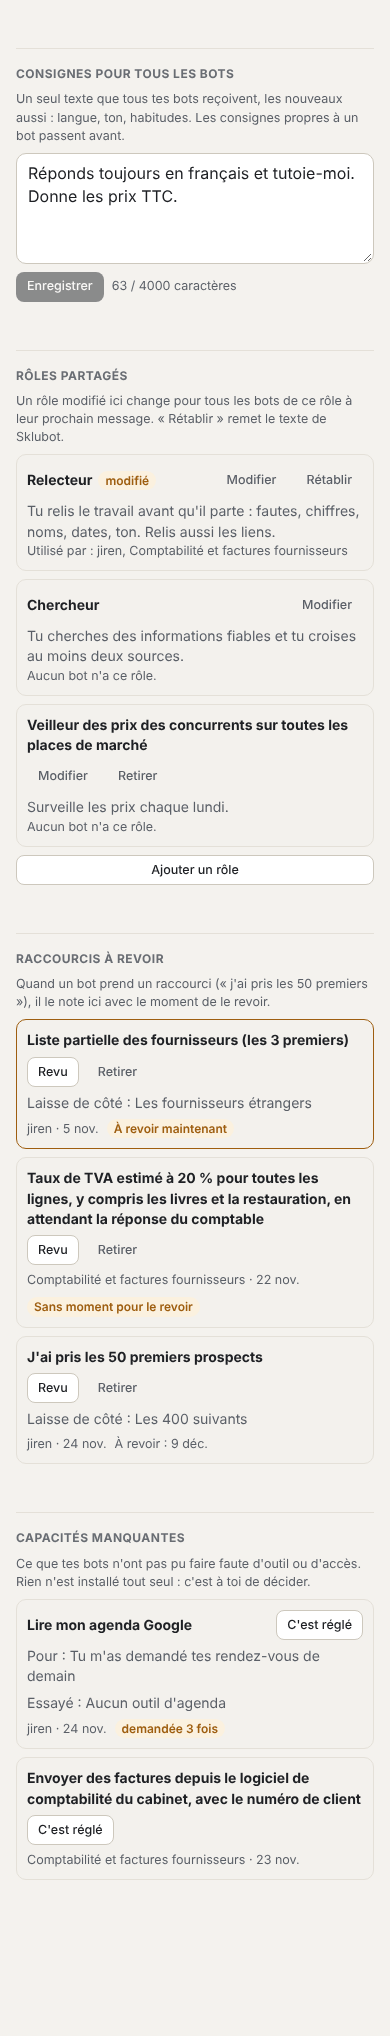 CONSIGNES POUR TOUS LES BOTS
Un seul texte que tous tes bots reçoivent, les nouveaux
aussi : langue, ton, habitudes. Les consignes propres à un
bot passent avant.
Réponds toujours en français et tutoie-moi.
Donne les prix TTC.
Enregistrer 63 / 4000 caractères
RÔLES PARTAGÉS
Un rôle modifié ici change pour tous les bots de ce rôle à
leur prochain message. « Rétablir » remet le texte de
Sklubot.
Relecteur modifié Modifier Rétablir
Tu relis le travail avant qu'il parte : fautes, chiffres,
noms, dates, ton. Relis aussi les liens.
Utilisé par : jiren, Comptabilité et factures fournisseurs
Chercheur Modifier
Tu cherches des informations fiables et tu croises
au moins deux sources.
Aucun bot n'a ce rôle.
Veilleur des prix des concurrents sur toutes les
places de marché
Modifier Retirer
Surveille les prix chaque lundi.
Aucun bot n'a ce rôle.
Ajouter un rôle
RACCOURCIS À REVOIR
Quand un bot prend un raccourci (« j'ai pris les 50 premiers
»), il le note ici avec le moment de le revoir.
Liste partielle des fournisseurs (les 3 premiers)
Revu Retirer
Laisse de côté : Les fournisseurs étrangers
jiren · 5 nov. À revoir maintenant
Taux de TVA estimé à 20 % pour toutes les
lignes, y compris les livres et la restauration, en
attendant la réponse du comptable
Revu Retirer
Comptabilité et factures fournisseurs · 22 nov.
Sans moment pour le revoir
J'ai pris les 50 premiers prospects
Revu Retirer
Laisse de côté : Les 400 suivants
jiren · 24 nov. À revoir : 9 déc.
CAPACITÉS MANQUANTES
Ce que tes bots n'ont pas pu faire faute d'outil ou d'accès.
Rien n'est installé tout seul : c'est à toi de décider.
Lire mon agenda Google C'est réglé
Pour : Tu m'as demandé tes rendez-vous de
demain
Essayé : Aucun outil d'agenda
jiren · 24 nov. demandée 3 fois
Envoyer des factures depuis le logiciel de
comptabilité du cabinet, avec le numéro de client
C'est réglé
Comptabilité et factures fournisseurs · 23 nov.